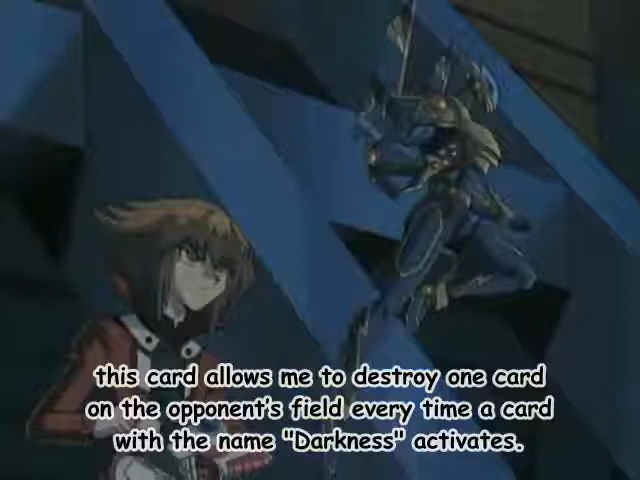 this card allows me to destroy one card
on the opponent's field every time a card
with the name "Darkness" activates.